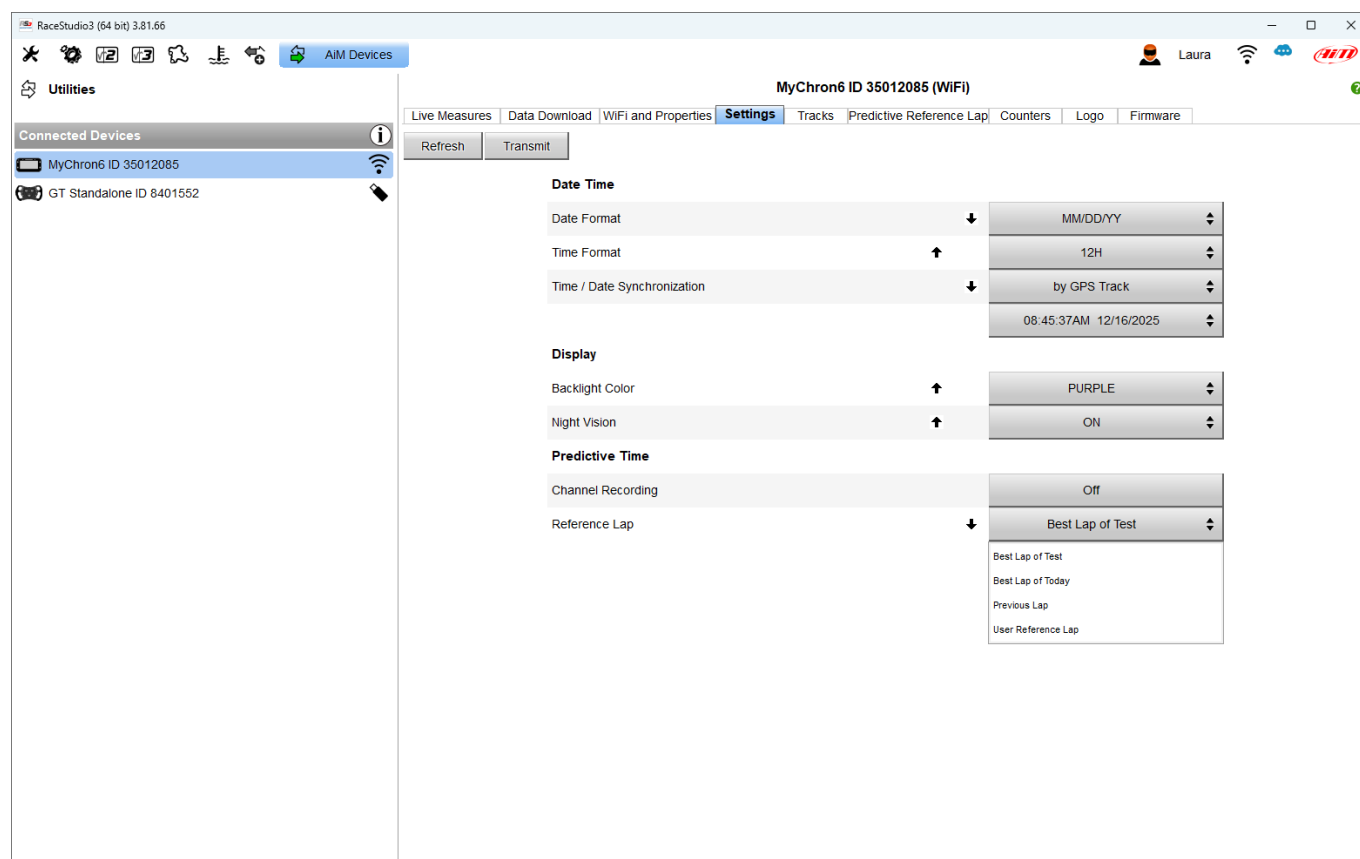 RaceStudio3 (64 bit) 3.81.66
AiM Devices
Laura
AiM
Utilities
MyChron6 ID 35012085 (WiFi)
Live Measures Data Download WiFi and Properties Settings Tracks Predictive Reference Lap Counters Logo Firmware
Connected Devices
Refresh Transmit
MyChron6 ID 35012085
GT Standalone ID 8401552
Date Time
Date Format MM/DD/YY
Time Format 12H
Time / Date Synchronization by GPS Track
08:45:37AM 12/16/2025
Display
Backlight Color PURPLE
Night Vision ON
Predictive Time
Channel Recording Off
Reference Lap Best Lap of Test
Best Lap of Test
Best Lap of Today
Previous Lap
User Reference Lap